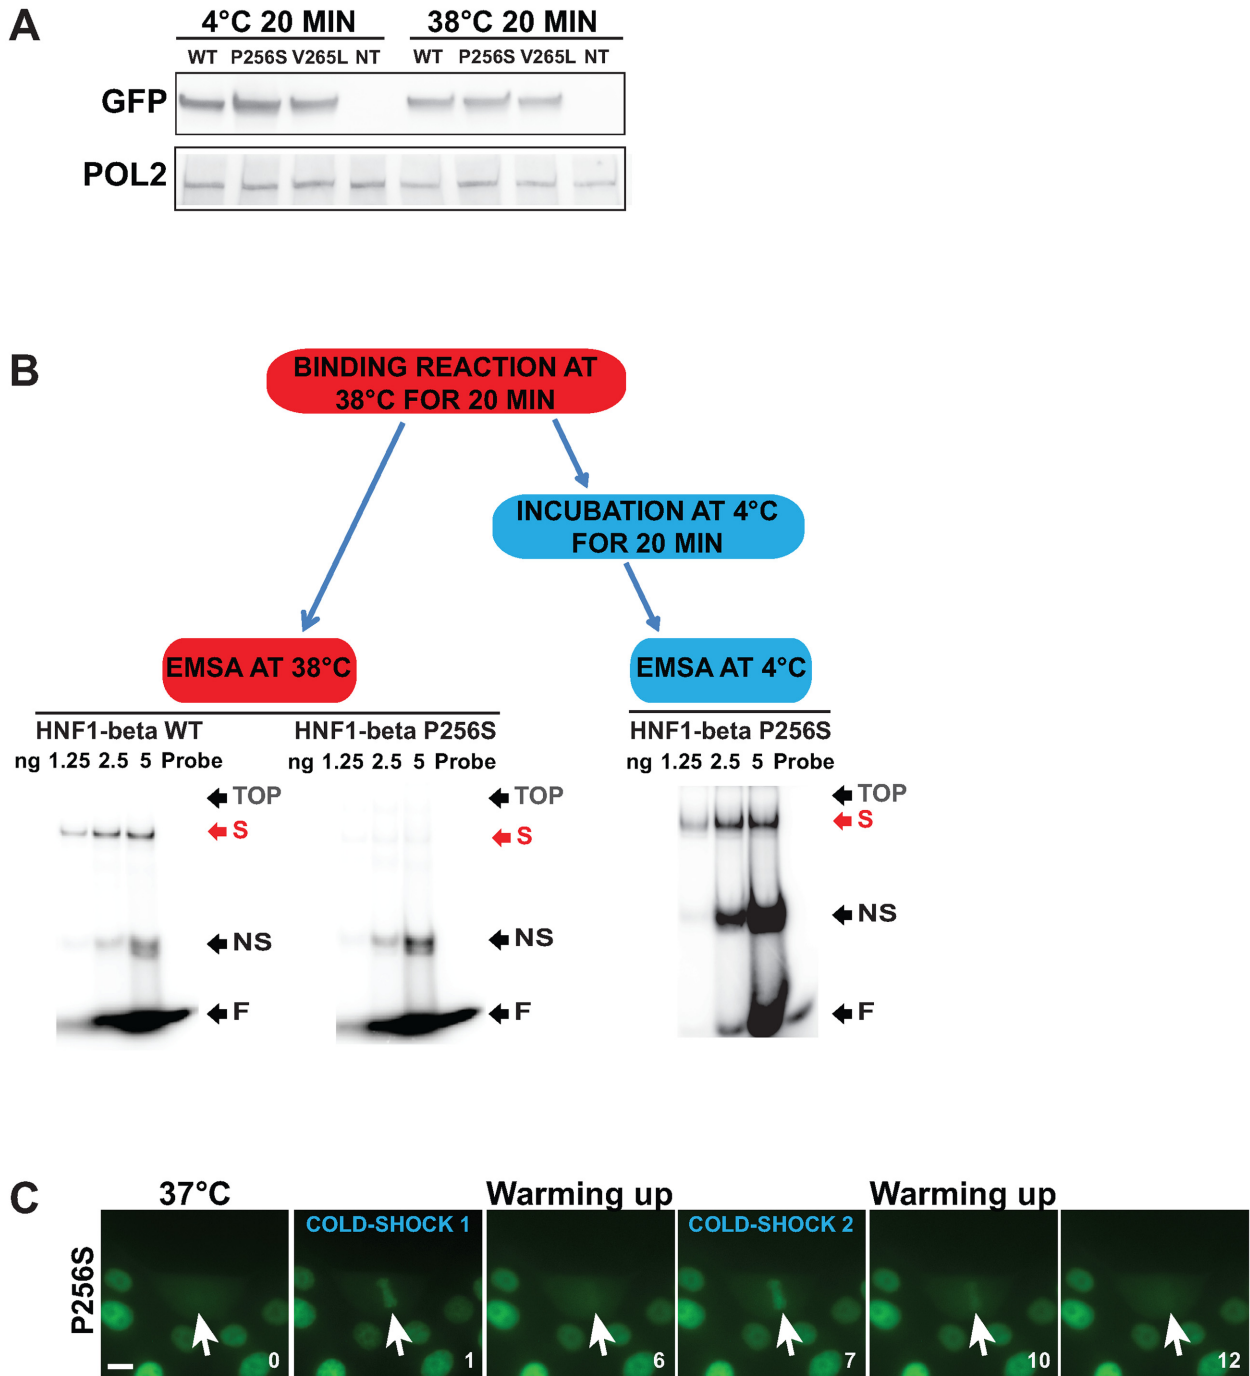 A
4°C 20 MIN 38°C 20 MIN
WT P256S V265L NT WT P256S V265L NT
GFP
POL2
B
BINDING REACTION AT
38°C FOR 20 MIN
INCUBATION AT 4°C
FOR 20 MIN
EMSA AT 38°C EMSA AT 4°C
HNF1-beta WT HNF1-beta P256S HNF1-beta P256S
ng 1.25 2.5 5 Probe ng 1.25 2.5 5 Probe ng 1.25 2.5 5 Probe
TOP TOP TOP
S S S
NS NS NS
F F F
C
37°C Warming up Warming up
COLD-SHOCK 1 COLD-SHOCK 2
P256S
0 1 6 7 10 12